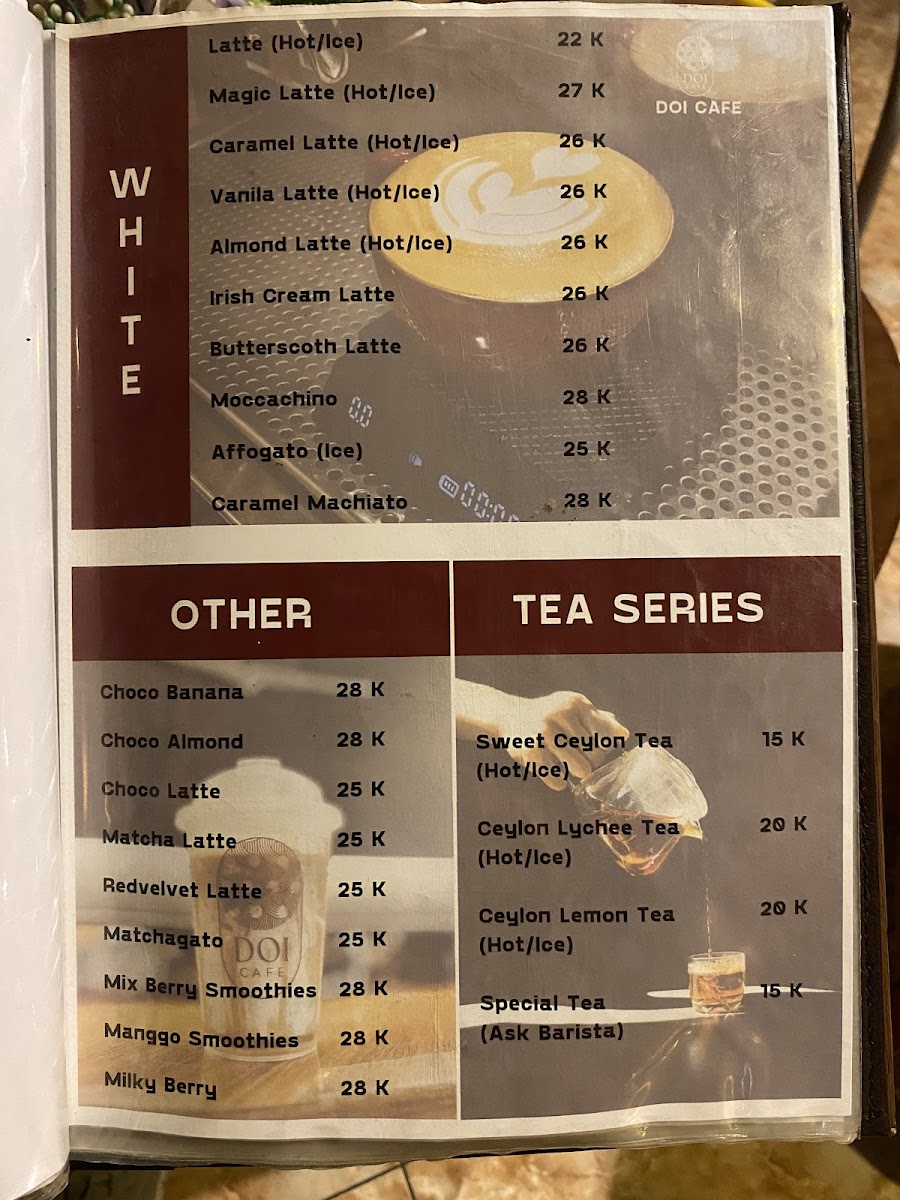 DOI
DOI CAFE
WHITE
Latte (Hot/Ice) 22 K
Magic Latte (Hot/Ice) 27 K
Caramel Latte (Hot/Ice) 26 K
Vanila Latte (Hot/Ice) 26 K
Almond Latte (Hot/Ice) 26 K
Irish Cream Latte 26 K
Butterscoth Latte 26 K
Moccachino 28 K
Affogato (Ice) 25 K
Caramel Machiato 28 K
0.0
OTHER
Choco Banana 28 K
Choco Almond 28 K
Choco Latte 25 K
Matcha Latte 25 K
Redvelvet Latte 25 K
Matchagato 25 K
Mix Berry Smoothies 28 K
Manggo Smoothies 28 K
Milky Berry 28 K
DOI
CAFE
TEA SERIES
Sweet Ceylon Tea 15 K
(Hot/Ice)
Ceylon Lychee Tea 20 K
(Hot/Ice)
Ceylon Lemon Tea 20 K
(Hot/Ice)
Special Tea 15 K
(Ask Barista)